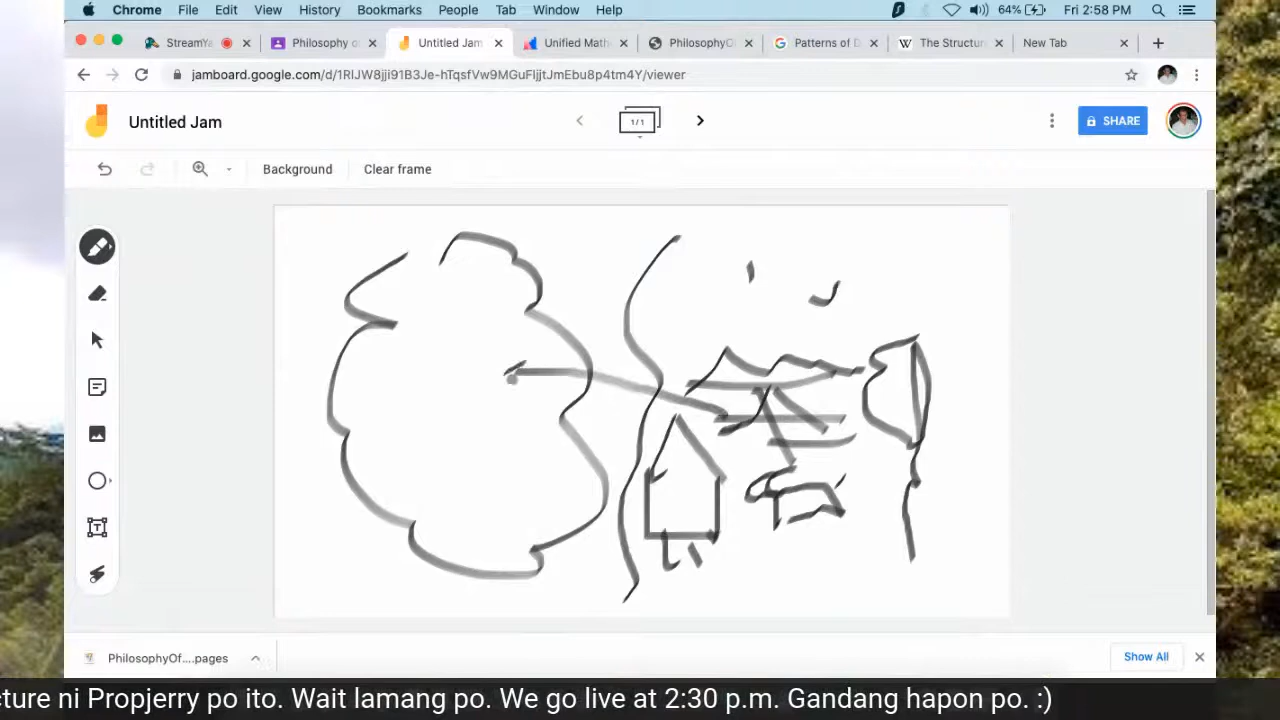 Chrome File Edit View History Bookmarks People Tab Window Help 64% Fri 2:58 PM
StreamYa Philosophy o Untitled Jam Unified Math PhilosophyO Patterns of D The Structur New Tab
jamboard.google.com/d/1RlJW8jji91B3Je-hTqsfVw9MGuFljjtJmEbu8p4tm4Y/viewer
Untitled Jam 1/1 SHARE
Background Clear frame
PhilosophyOf....pages Show All
cture ni Propjerry po ito. Wait lamang po. We go live at 2:30 p.m. Gandang hapon po. :)